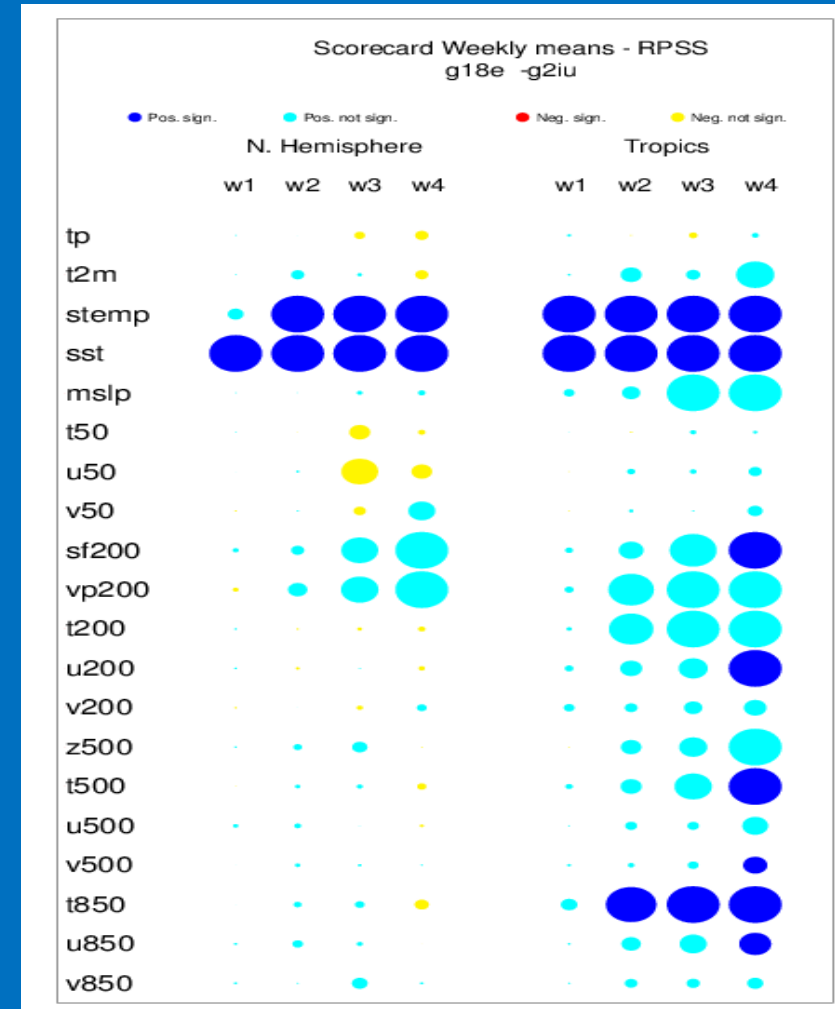 Scorecard Weekly means - RPSS
g18e -g2iu
Pos. sign. Pos. not sign. Neg. sign. Neg. not sign.
N. Hemisphere Tropics
w1 w2 w3 w4 w1 w2 w3 w4
tp
t2m
stemp
sst
mslp
t50
u50
v50
sf200
vp200
t200
u200
v200
z500
t500
u500
v500
t850
u850
v850